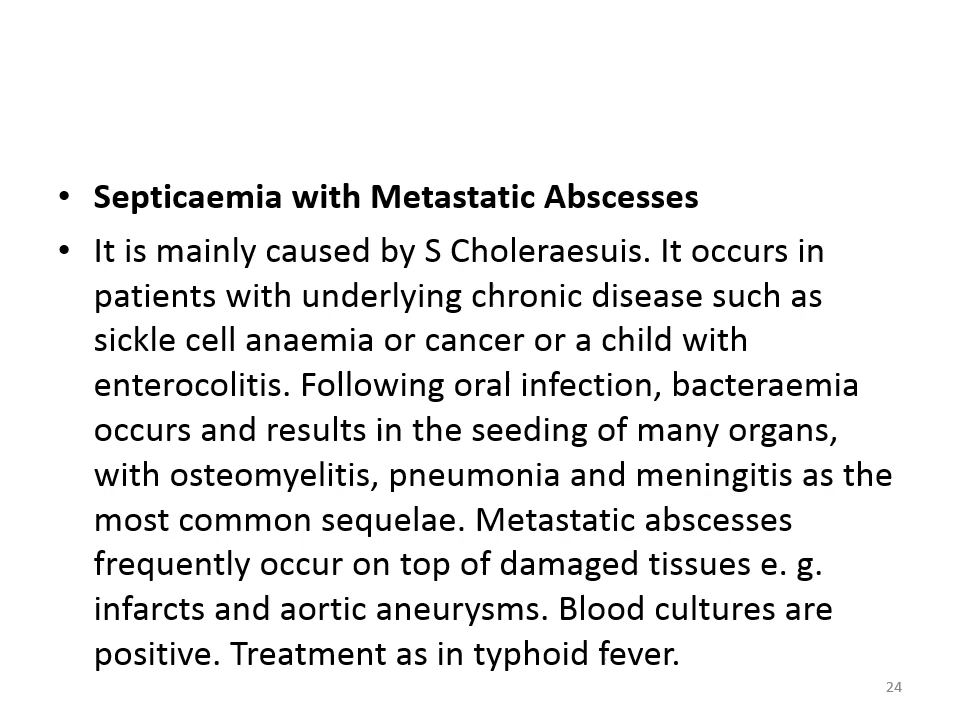 • Septicaemia with Metastatic Abscesses
• It is mainly caused by S Choleraesuis. It occurs in
patients with underlying chronic disease such as
sickle cell anaemia or cancer or a child with
enterocolitis. Following oral infection, bacteraemia
occurs and results in the seeding of many organs,
with osteomyelitis, pneumonia and meningitis as the
most common sequelae. Metastatic abscesses
frequently occur on top of damaged tissues e. g.
infarcts and aortic aneurysms. Blood cultures are
positive. Treatment as in typhoid fever.
24